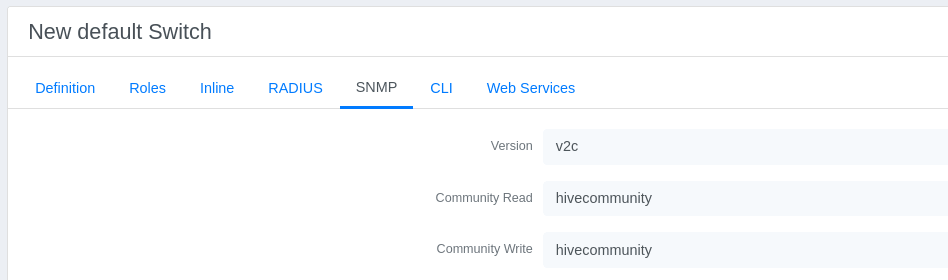 New default Switch
Definition Roles Inline RADIUS SNMP CLI Web Services
Version v2c
Community Read hivecommunity
Community Write hivecommunity